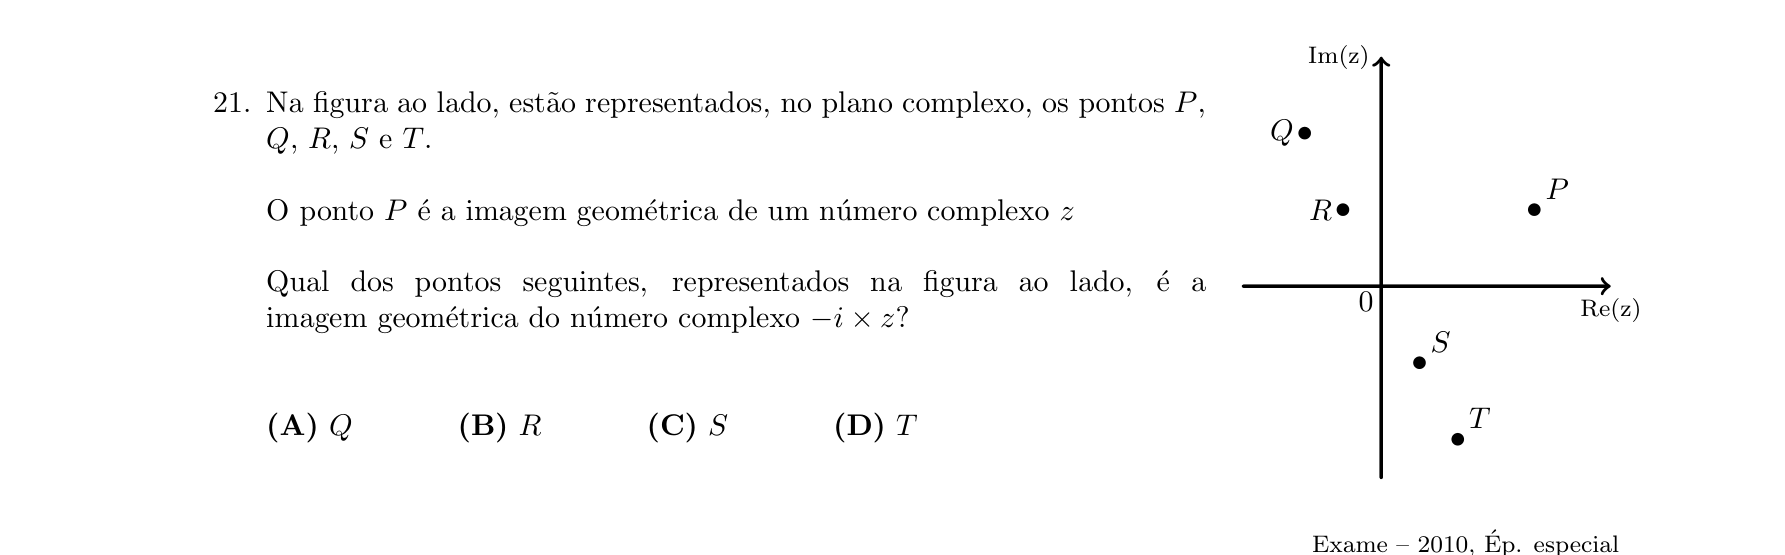 21. Na figura ao lado, estão representados, no plano complexo, os pontos P,
Q, R, S e T.
O ponto P é a imagem geométrica de um número complexo z
Qual dos pontos seguintes, representados na figura ao lado, é a
imagem geométrica do número complexo −i × z?
(A) Q (B) R (C) S (D) T
Im(z)
Q
P
R
0
Re(z)
S
T
Exame – 2010, Ép. especial